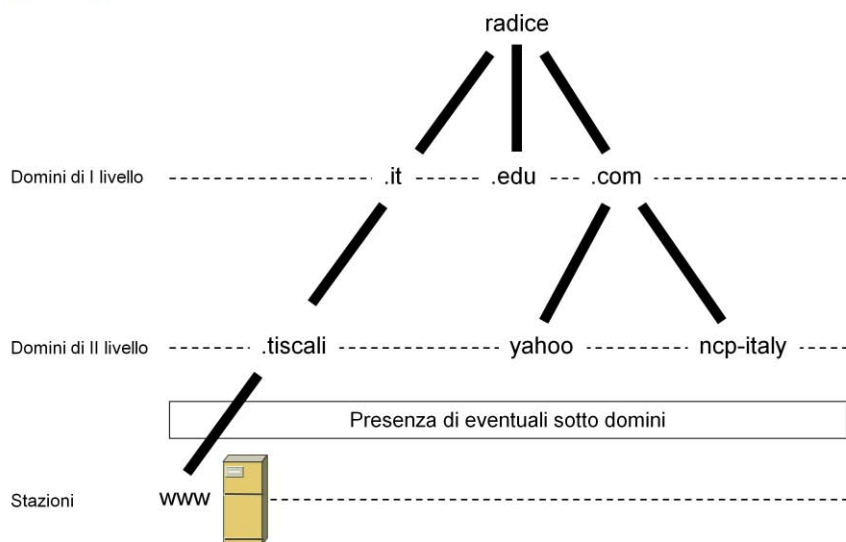 radice
Domini di I livello .it .edu .com
Domini di II livello .tiscali yahoo ncp-italy
Presenza di eventuali sotto domini
Stazioni www